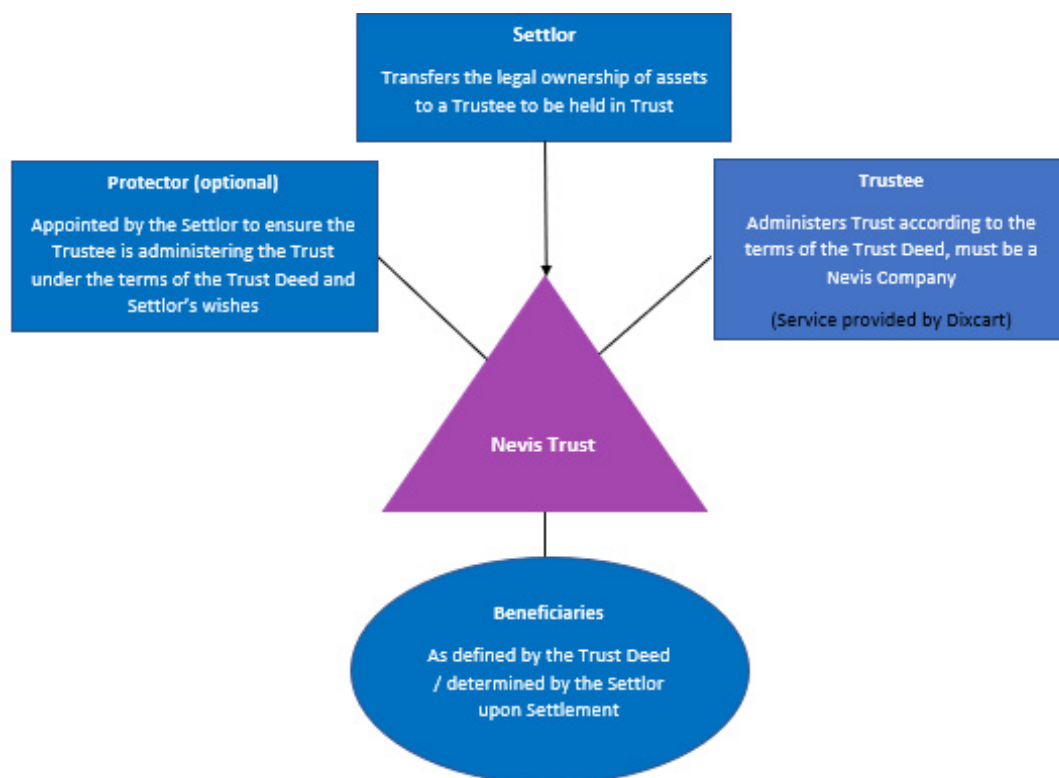 Settlor
Transfers the legal ownership of assets
to a Trustee to be held in Trust
Protector (optional)
Appointed by the Settlor to ensure the
Trustee is administering the Trust
under the terms of the Trust Deed and
Settlor's wishes
Trustee
Administers Trust according to the
terms of the Trust Deed, must be a
Nevis Company
(Service provided by Dixcart)
Nevis Trust
Beneficiaries
As defined by the Trust Deed
/ determined by the Settlor
upon Settlement